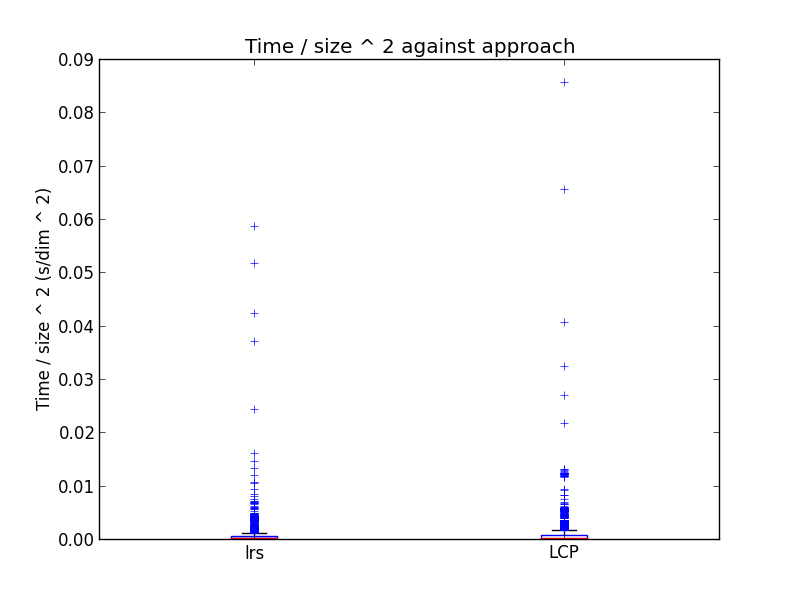 Time / size ^ 2 against approach
Time / size ^ 2 (s/dim ^ 2)
0.09
0.08
0.07
0.06
0.05
0.04
0.03
0.02
0.01
0.00
lrs
LCP